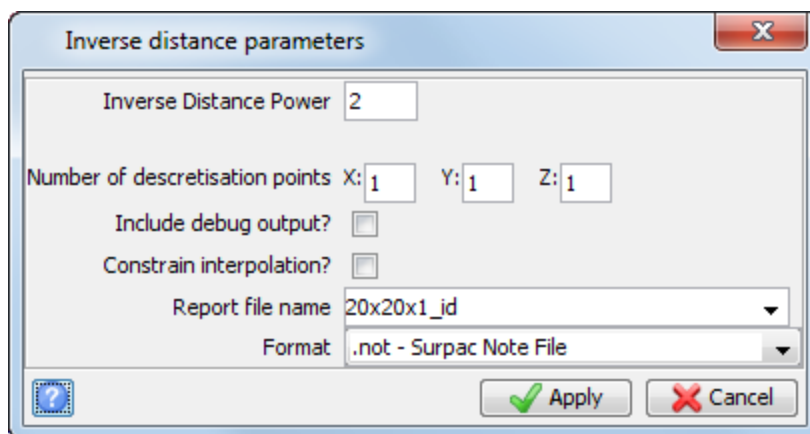 Inverse distance parameters
Inverse Distance Power 2
Number of descretisation points X: 1 Y: 1 Z: 1
Include debug output?
Constrain interpolation?
Report file name 20x20x1_id
Format .not - Surpac Note File
? Apply Cancel